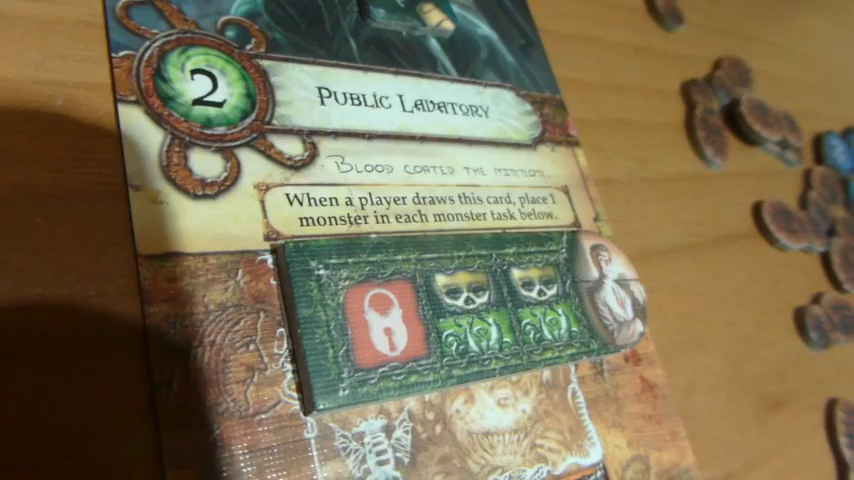 2
Public Lavatory
Blood coated the mirror.
When a player draws this card, place 1
monster in each monster task below.